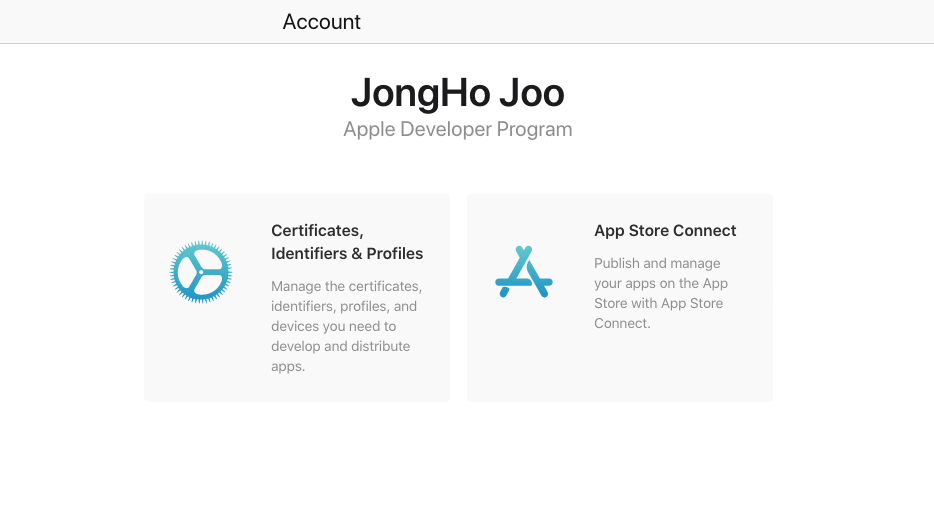 Account
JongHo Joo
Apple Developer Program
Certificates,
Identifiers & Profiles
Manage the certificates,
identifiers, profiles, and
devices you need to
develop and distribute
apps.
App Store Connect
Publish and manage
your apps on the App
Store with App Store
Connect.